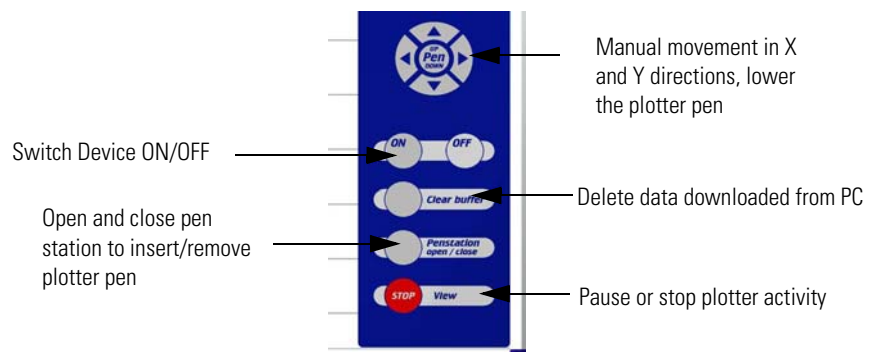 UP
Pen
DOWN
Manual movement in X
and Y directions, lower
the plotter pen
Switch Device ON/OFF
ON
OFF
Clear buffer
Delete data downloaded from PC
Open and close pen
station to insert/remove
plotter pen
Penstation
open / close
STOP
View
Pause or stop plotter activity